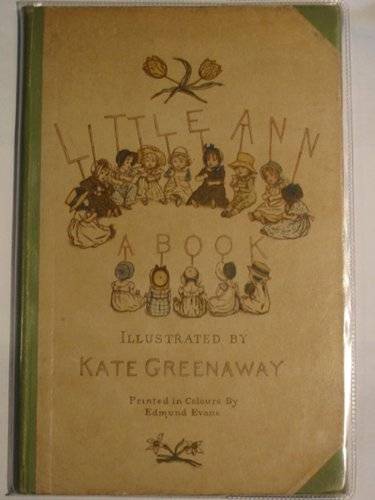 LITTLE ANN
A BOOK
ILLUSTRATED BY
KATE GREENAWAY
Printed in Colours By
Edmund Evans